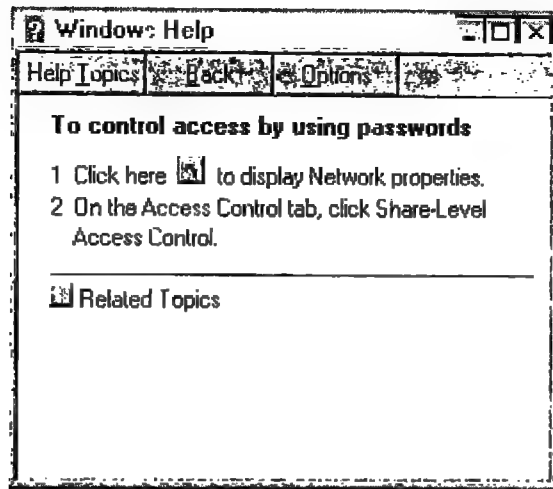 Windows Help
Help Topics Back Options
To control access by using passwords
1 Click here to display Network properties.
2 On the Access Control tab, click Share-Level
Access Control.
Related Topics